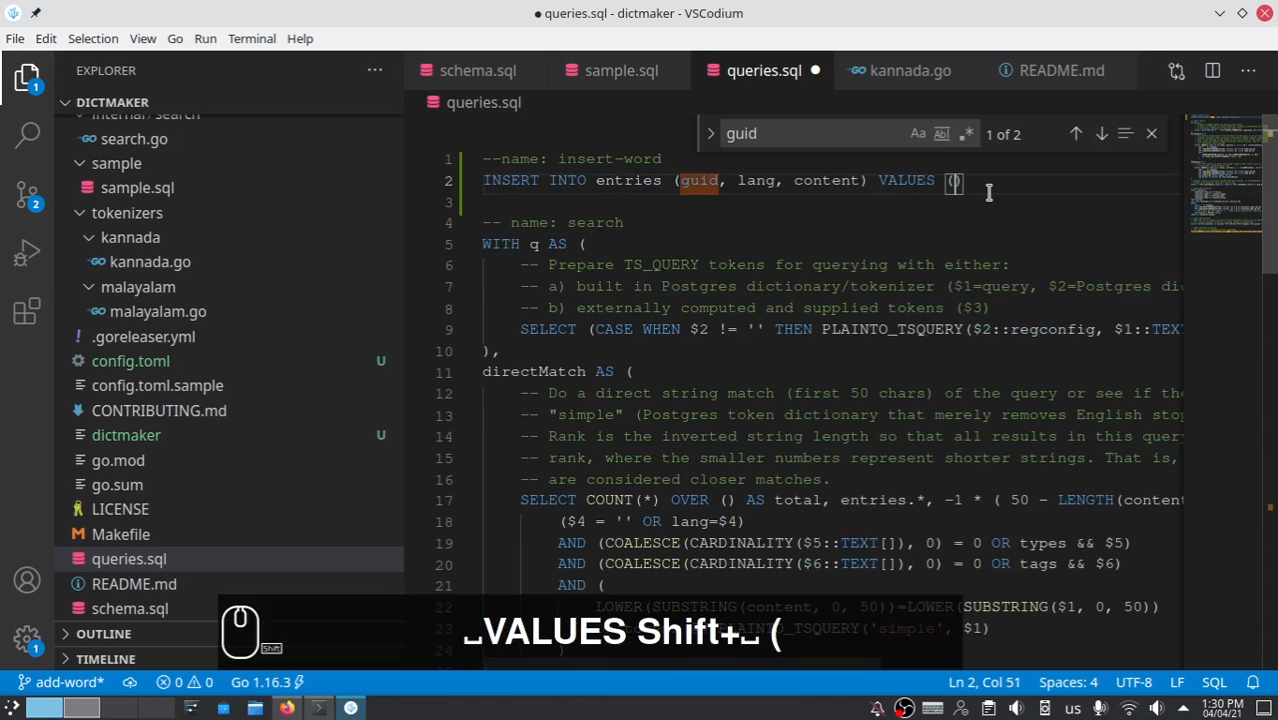 queries.sql - dictmaker - VSCodium
File Edit Selection View Go Run Terminal Help
EXPLORER
schema.sql sample.sql queries.sql kannada.go README.md
DICTMAKER
queries.sql
internal search
search.go
guid 1 of 2
sample
sample.sql
tokenizers
kannada
kannada.go
malayalam
malayalam.go
.goreleaser.yml
config.toml U
config.toml.sample
CONTRIBUTING.md
dictmaker U
go.mod
go.sum
LICENSE
Makefile
queries.sql
README.md
schema.sql
OUTLINE
TIMELINE
1 --name: insert-word
2 INSERT INTO entries (guid, lang, content) VALUES ()
3
4 -- name: search
5 WITH q AS (
6 -- Prepare TS_QUERY tokens for querying with either:
7 -- a) built in Postgres dictionary/tokenizer ($1=query, $2=Postgres
8 -- b) externally computed and supplied tokens ($3)
9 SELECT (CASE WHEN $2 != '' THEN PLAINTO_TSQUERY($2::regconfig, $1::TEX
10 ),
11 directMatch AS (
12 -- Do a direct string match (first 50 chars) of the query or see if the
13 -- "simple" (Postgres token dictionary that merely removes English
14 -- Rank is the inverted string length so that all results in this
15 -- rank, where the smaller numbers represent shorter strings. That is,
16 -- are considered closer matches.
17 SELECT COUNT(*) OVER () AS total, entries.*, -1 * ( 50 - LENGTH(content
18 ($4 = '' OR lang=$4)
19 AND (COALESCE(CARDINALITY($5::TEXT[]), 0) = 0 OR types && $5)
20 AND (COALESCE(CARDINALITY($6::TEXT[]), 0) = 0 OR tags && $6)
21 AND (
22 LOWER(SUBSTRING(content, 0, 50))=LOWER(SUBSTRING($1, 0, 50))
23 PLAINTO_TSQUERY('simple', $1)
24 )
Shift
␣VALUES Shift+␣ (
add-word* 0 0 Go 1.16.3 Ln 2, Col 51 Spaces: 4 UTF-8 LF SQL
us 1:30 PM
04/04/21